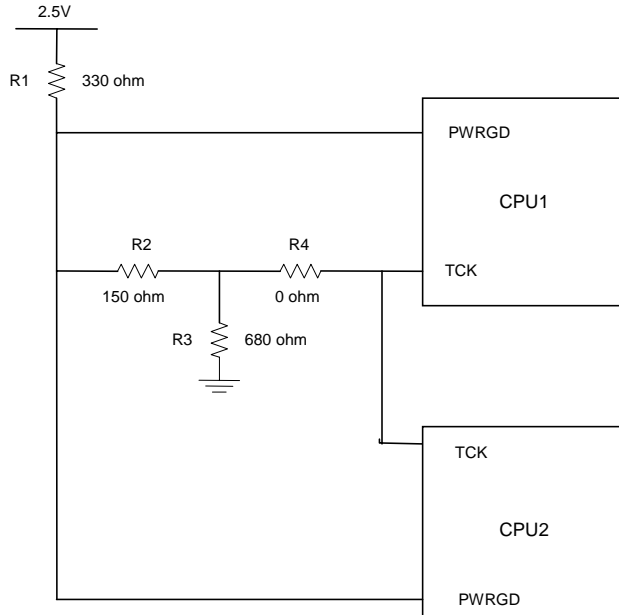 2.5V
R1 330 ohm
PWRGD
CPU1
R2 R4
TCK
150 ohm 0 ohm
R3 680 ohm
TCK
CPU2
PWRGD